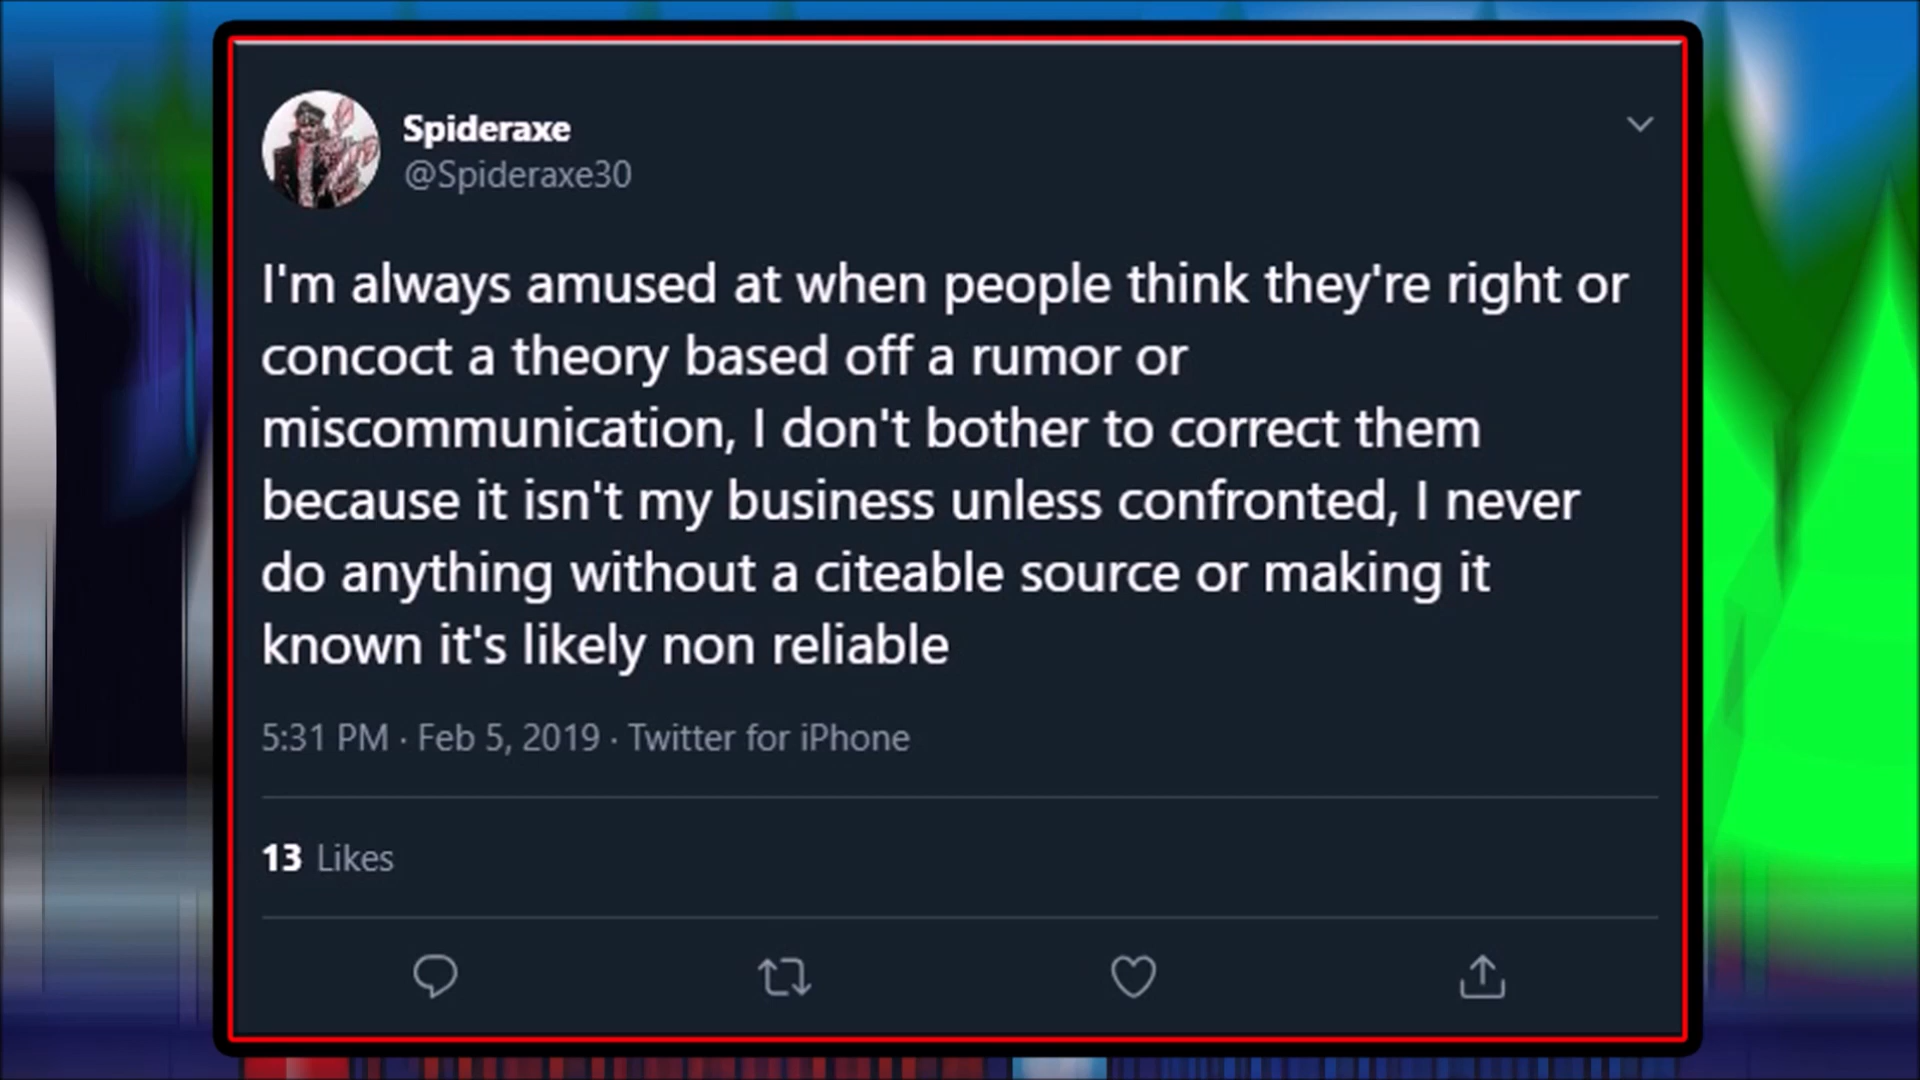 Spideraxe
@Spideraxe30
I'm always amused at when people think they're right or
concoct a theory based off a rumor or
miscommunication, I don't bother to correct them
because it isn't my business unless confronted, I never
do anything without a citeable source or making it
known it's likely non reliable
5:31 PM · Feb 5, 2019 · Twitter for iPhone
13 Likes